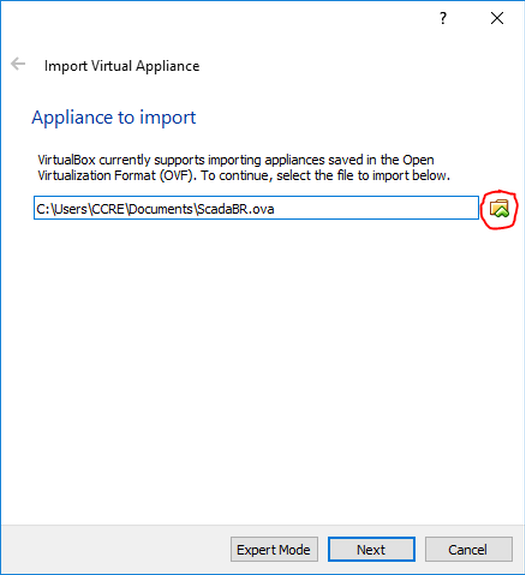 ?
Import Virtual Appliance
Appliance to import
VirtualBox currently supports importing appliances saved in the Open
Virtualization Format (OVF). To continue, select the file to import below.
C:\Users\CCRE\Documents\ScadaBR.ova
Expert Mode Next Cancel